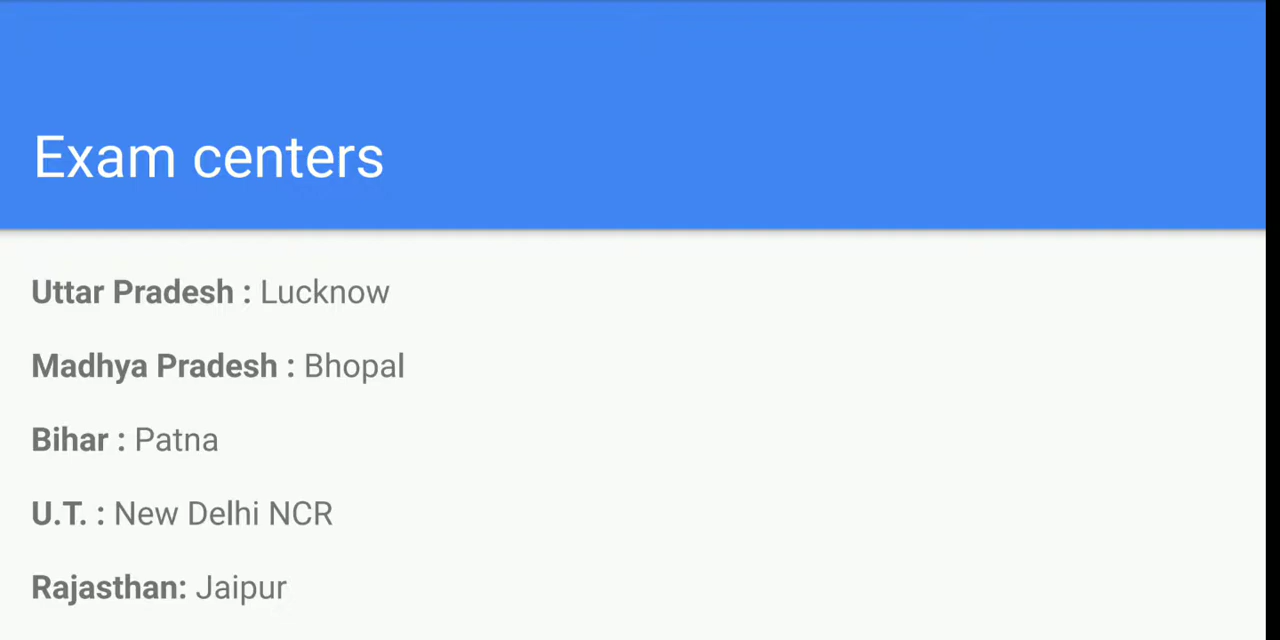 Exam centers
Uttar Pradesh : Lucknow
Madhya Pradesh : Bhopal
Bihar : Patna
U.T. : New Delhi NCR
Rajasthan: Jaipur